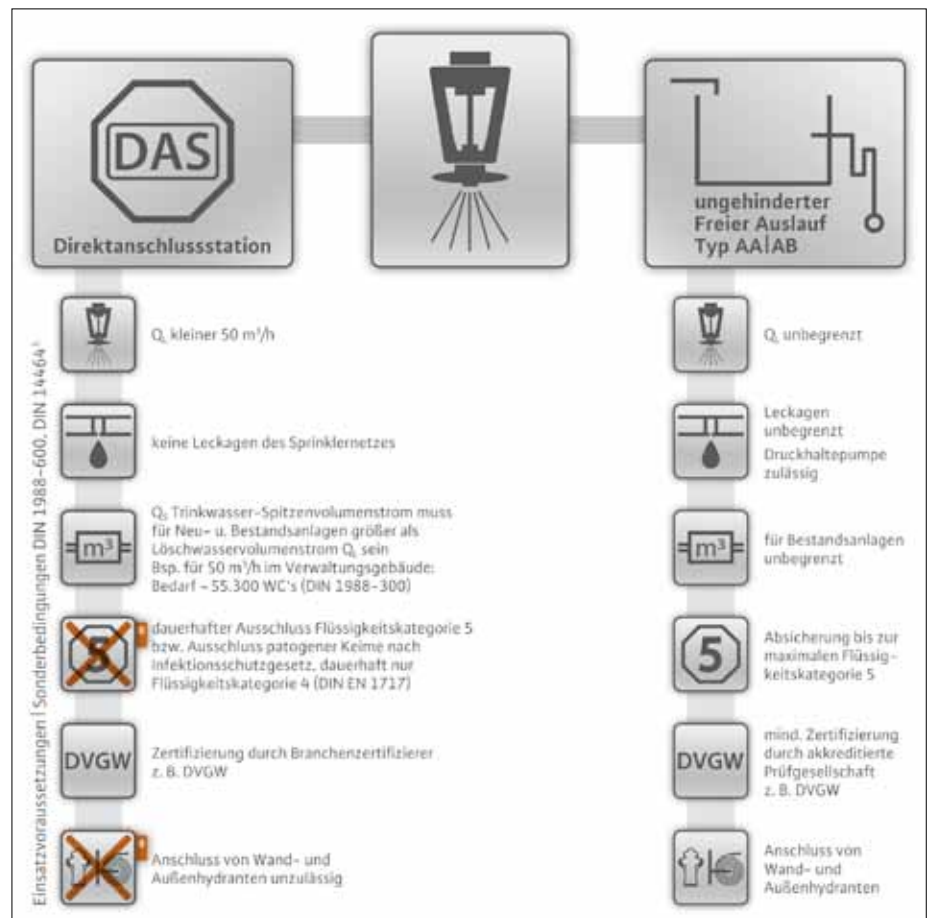 DAS
Direktanschlussstation
ungehinderter
Freier Auslauf
Typ AA|AB
Einsatzvoraussetzungen | Sonderbedingungen DIN 1988-600, DIN 14464¹
Q_L kleiner 50 m³/h
keine Leckagen des Sprinklernetzes
m³
Q_S Trinkwasser-Spitzenvolumenstrom muss
für Neu- u. Bestandsanlagen größer als
Löschwasservolumenstrom Q_L sein
Bsp. für 50 m³/h im Verwaltungsgebäude:
Bedarf ~ 55.300 WC's (DIN 1988-300)
5
dauerhafter Ausschluss Flüssigkeitskategorie 5
bzw. Ausschluss patogener Keime nach
Infektionsschutzgesetz, dauerhaft nur
Flüssigkeitskategorie 4 (DIN EN 1717)
DVGW
Zertifizierung durch Branchenzertifizierer
z. B. DVGW
Anschluss von Wand- und
Außenhydranten unzulässig
Q_L unbegrenzt
Leckagen
unbegrenzt
Druckhaltepumpe
zulässig
m³
für Bestandsanlagen
unbegrenzt
5
Absicherung bis zur
maximalen Flüssig-
keitskategorie 5
DVGW
mind. Zertifizierung
durch akkreditierte
Prüfgesellschaft
z. B. DVGW
Anschluss von
Wand- und
Außenhydranten